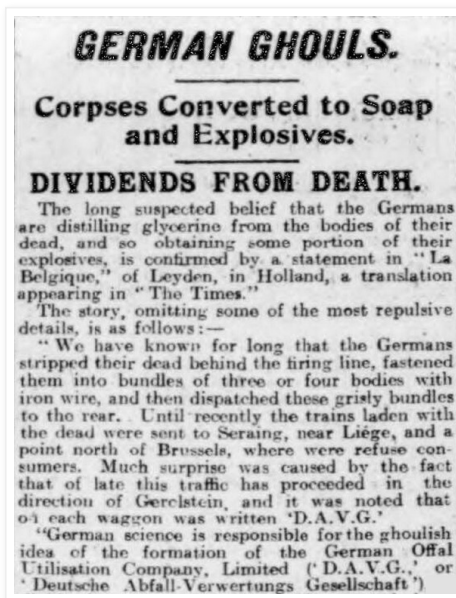 GERMAN GHOULS.
Corpses Converted to Soap
and Explosives.
DIVIDENDS FROM DEATH.
The long suspected belief that the Germans
are distilling glycerine from the bodies of their
dead, and so obtaining some portion of their
explosives, is confirmed by a statement in "La
Belgique," of Leyden, in Holland, a translation
appearing in "The Times."
The story, omitting some of the most repulsive
details, is as follows:—
"We have known for long that the Germans
stripped their dead behind the firing line, fastened
them into bundles of three or four bodies with
iron wire, and then dispatched these grisly bundles
to the rear. Until recently the trains laden with
the dead were sent to Seraing, near Liége, and a
point north of Brussels, where were refuse con-
sumers. Much surprise was caused by the fact
that of late this traffic has proceeded in the
direction of Gerolstein, and it was noted that
on each waggon was written 'D.A.V.G.'
"German science is responsible for the ghoulish
idea of the formation of the German Offal
Utilisation Company, Limited ('D.A.V.G.,' or
'Deutsche Abfall-Verwertungs Gesellschaft')